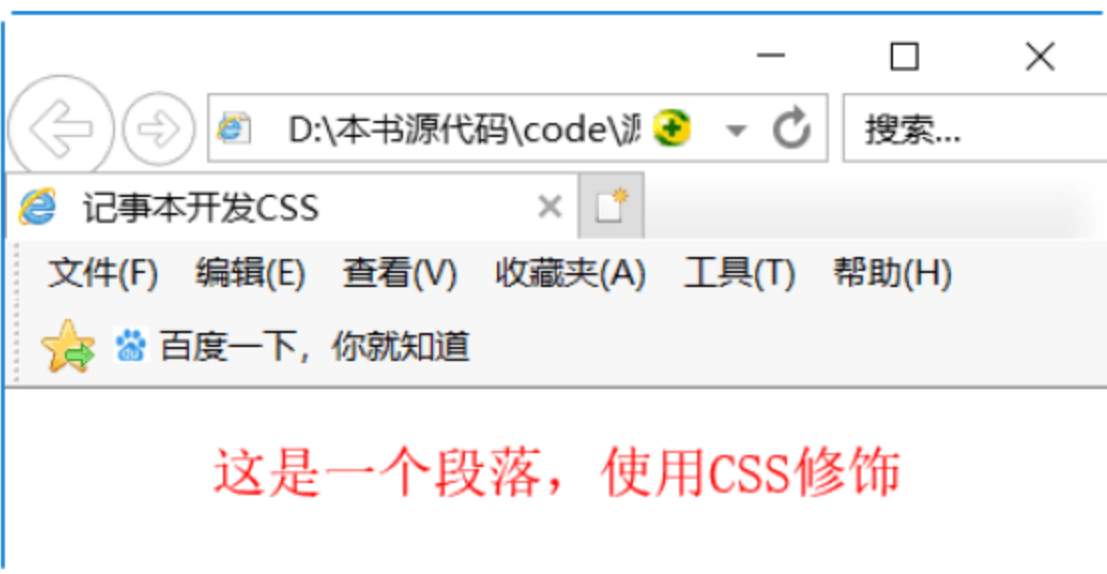 D:\本书源代码\code\源 搜索...
记事本开发CSS
文件(F) 编辑(E) 查看(V) 收藏夹(A) 工具(T) 帮助(H)
百度一下，你就知道
这是一个段落，使用CSS修饰